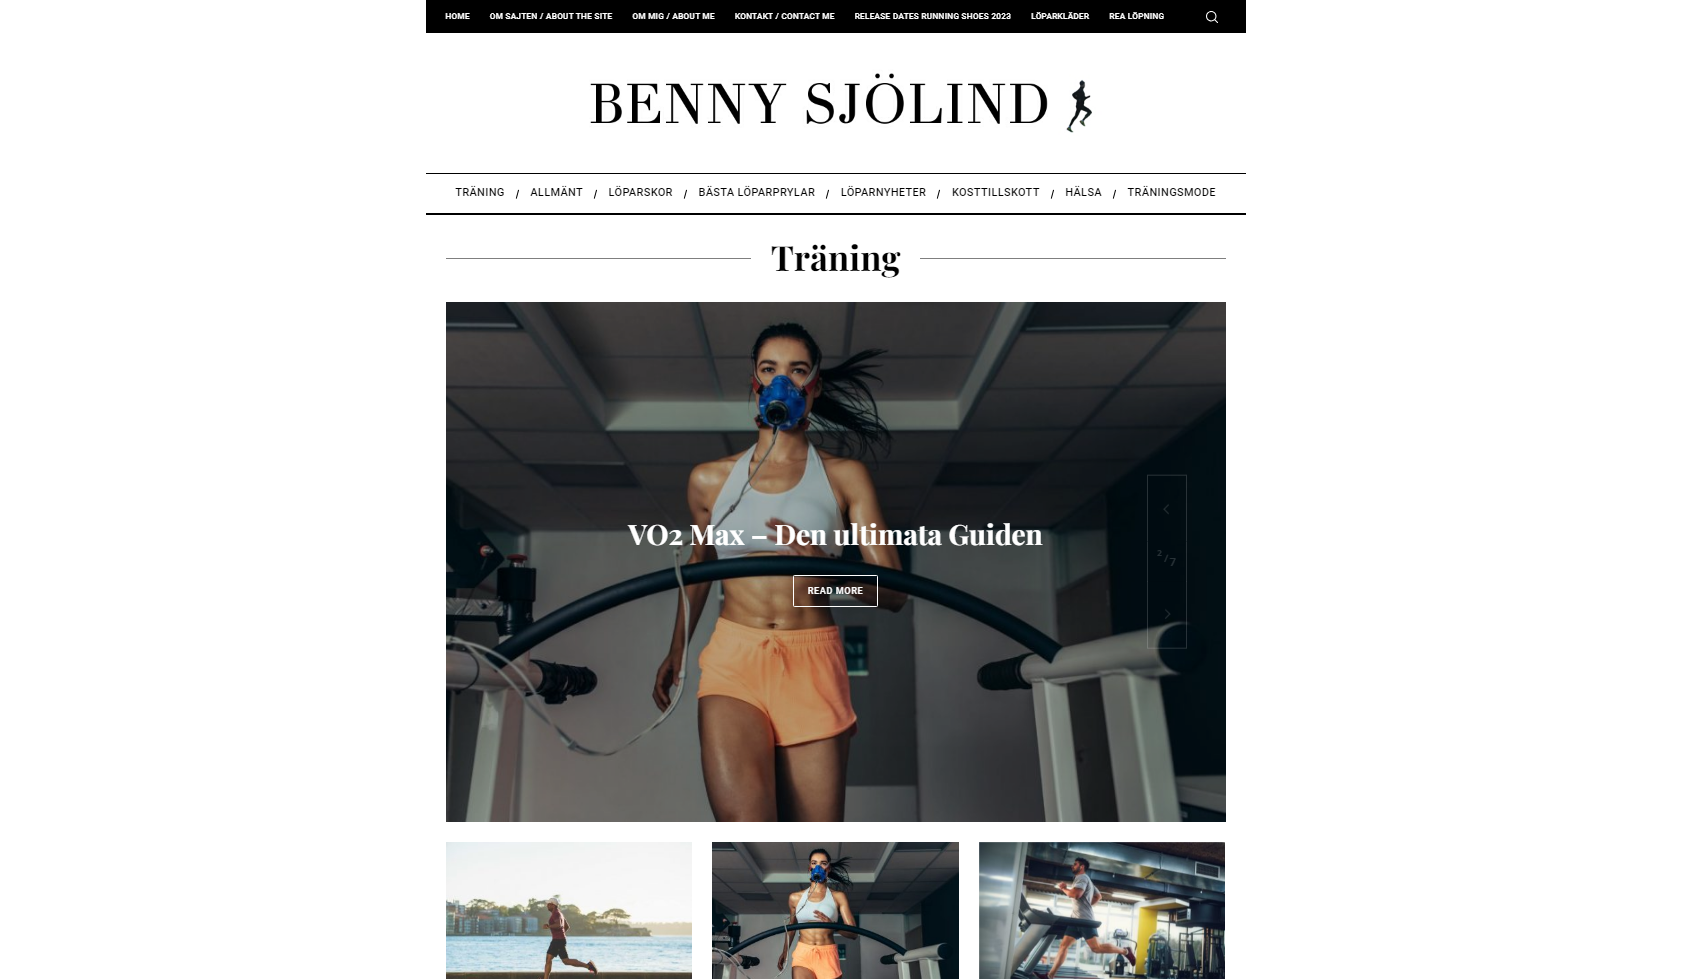 HOME OM SAJTEN / ABOUT THE SITE OM MIG / ABOUT ME KONTAKT / CONTACT ME RELEASE DATES RUNNING SHOES 2023 LÖPARKLÄDER REA LÖPNING
BENNY SJÖLIND
TRÄNING / ALLMÄNT / LÖPARSKOR / BÄSTA LÖPARPRYLAR / LÖPARNYHETER / KOSTTILLSKOTT / HÄLSA / TRÄNINGSMODE
Träning
VO2 Max – Den ultimata Guiden
2/7
READ MORE